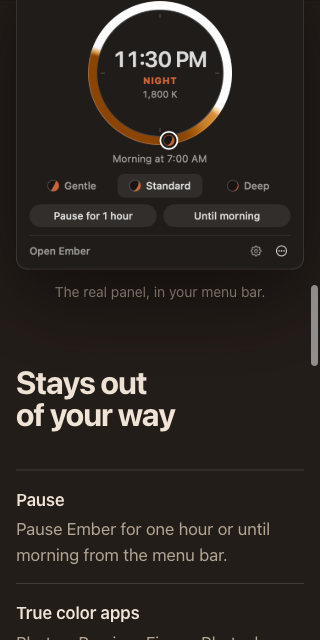 11:30 PM
NIGHT
1,800 K
Morning at 7:00 AM
Gentle Standard Deep
Pause for 1 hour Until morning
Open Ember
The real panel, in your menu bar.
Stays out
of your way
Pause
Pause Ember for one hour or until
morning from the menu bar.
True color apps